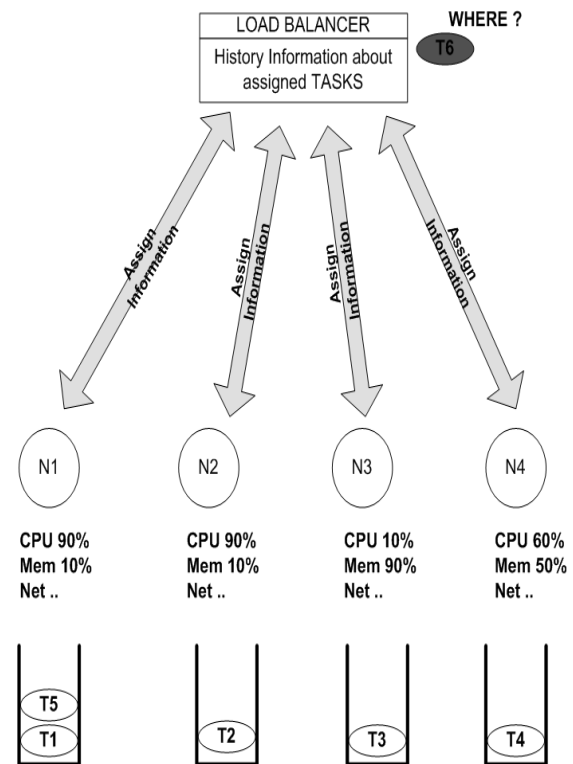 LOAD BALANCER
WHERE ?
T6
History Information about
assigned TASKS
Assign
Information
Assign
Information
Assign
Information
Assign
Information
N1
N2
N3
N4
CPU 90%
Mem 10%
Net ..
CPU 90%
Mem 10%
Net ..
CPU 10%
Mem 90%
Net ..
CPU 60%
Mem 50%
Net ..
T5
T1
T2
T3
T4